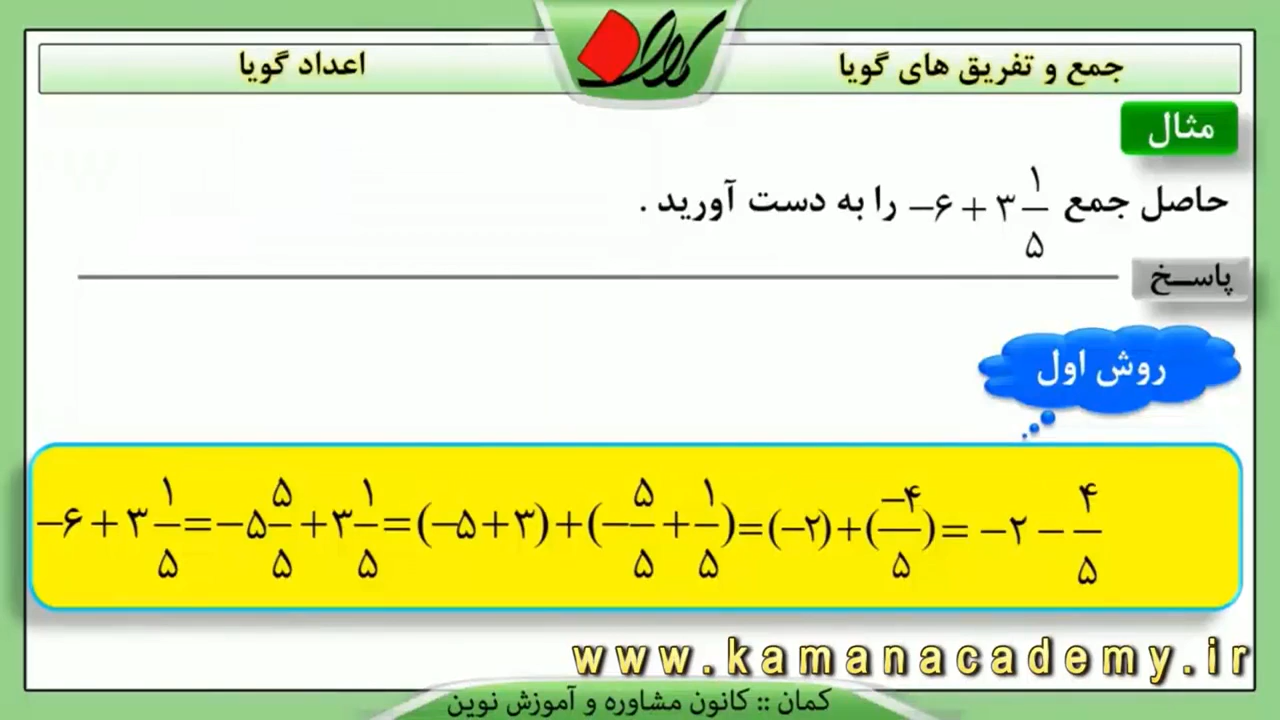 جمع و تفریق های گویا
اعداد گویا
مثال
حاصل جمع −۶ + ۳ ۱/۵ را به دست آورید .
پاســخ
روش اول
−۶ + ۳ ۱/۵ = −۵ ۵/۵ + ۳ ۱/۵ = (−۵ + ۳) + (−۵/۵ + ۱/۵) = (−۲) + (−۴/۵) = −۲ − ۴/۵
www.kamanacademy.ir
کمان :: کانون مشاوره و آموزش نوین